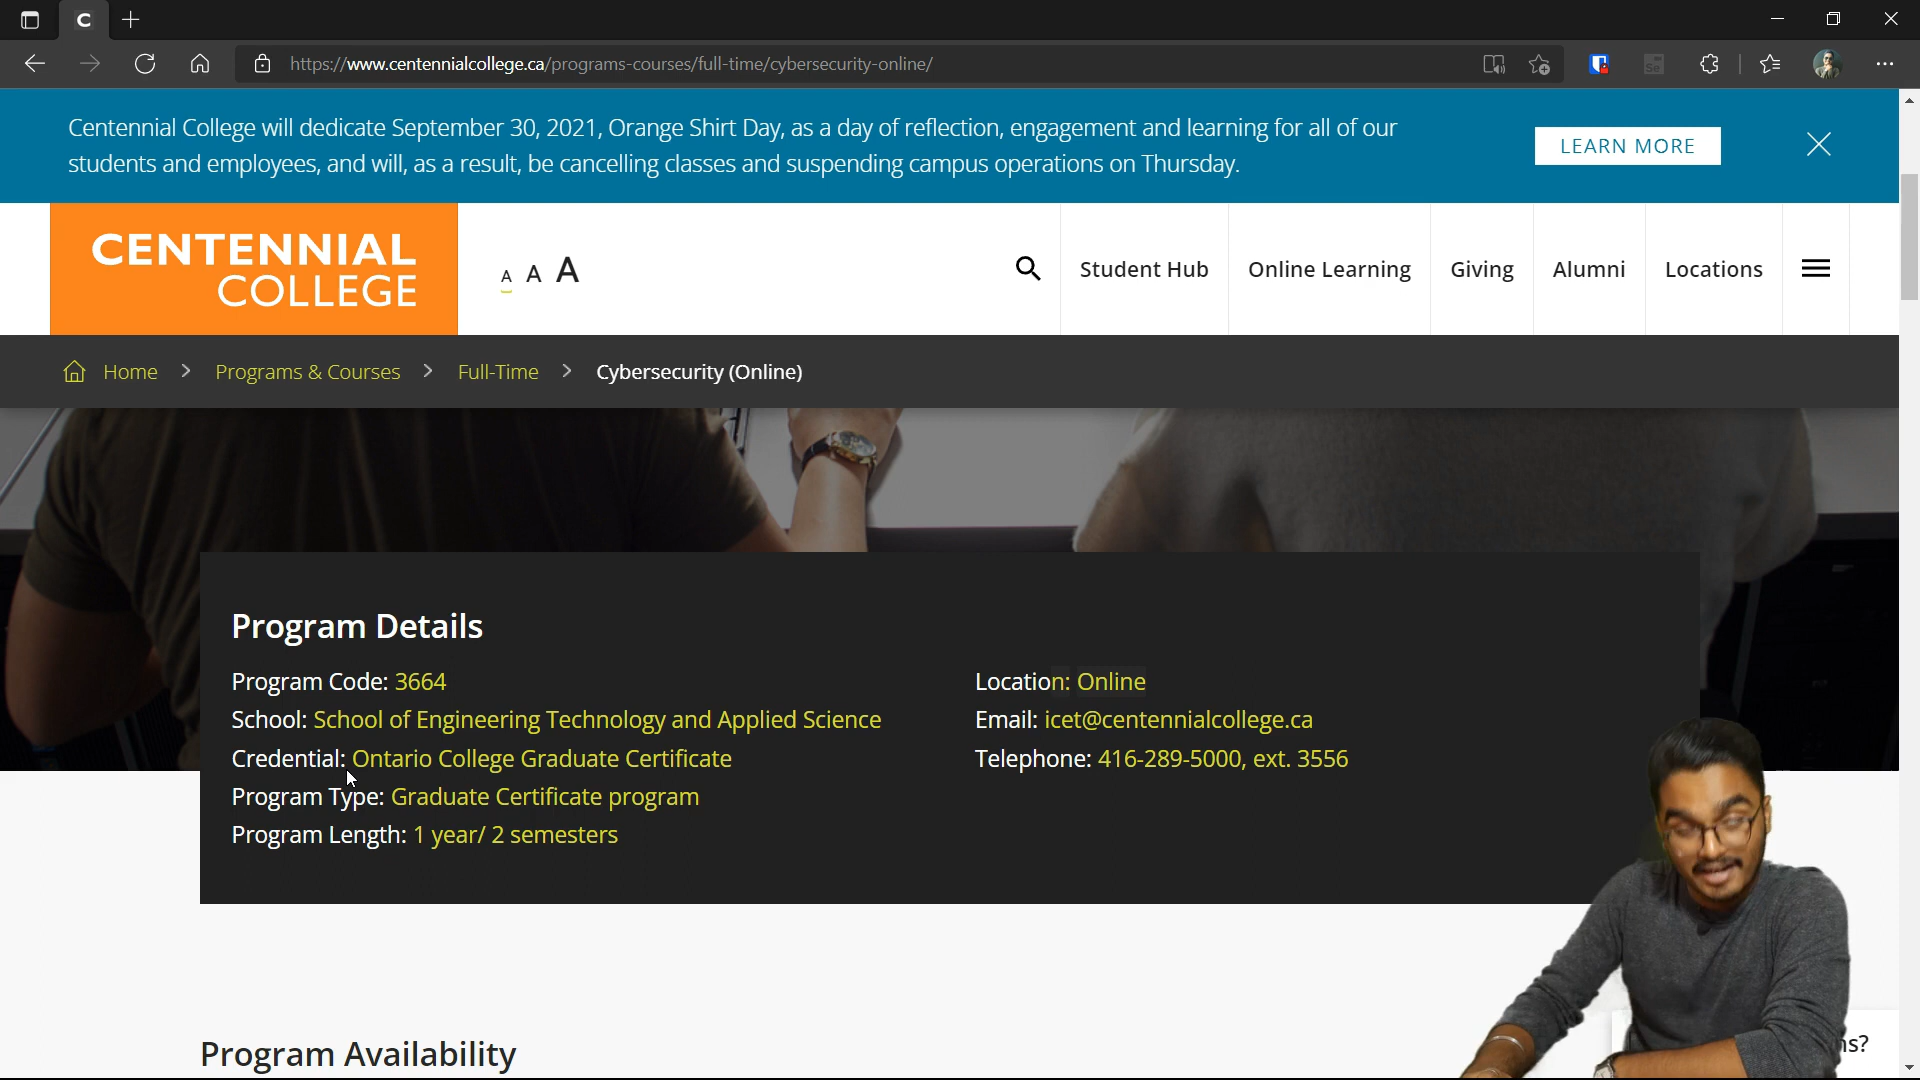 C
https://www.centennialcollege.ca/programs-courses/full-time/cybersecurity-online/
Centennial College will dedicate September 30, 2021, Orange Shirt Day, as a day of reflection, engagement and learning for all of our
students and employees, and will, as a result, be cancelling classes and suspending campus operations on Thursday.
LEARN MORE
CENTENNIAL
COLLEGE
A A A
Student Hub
Online Learning
Giving
Alumni
Locations
Home > Programs & Courses > Full-Time > Cybersecurity (Online)
Program Details
Program Code: 3664
School: School of Engineering Technology and Applied Science
Credential: Ontario College Graduate Certificate
Program Type: Graduate Certificate program
Program Length: 1 year/ 2 semesters
Location: Online
Email: icet@centennialcollege.ca
Telephone: 416-289-5000, ext. 3556
Program Availability